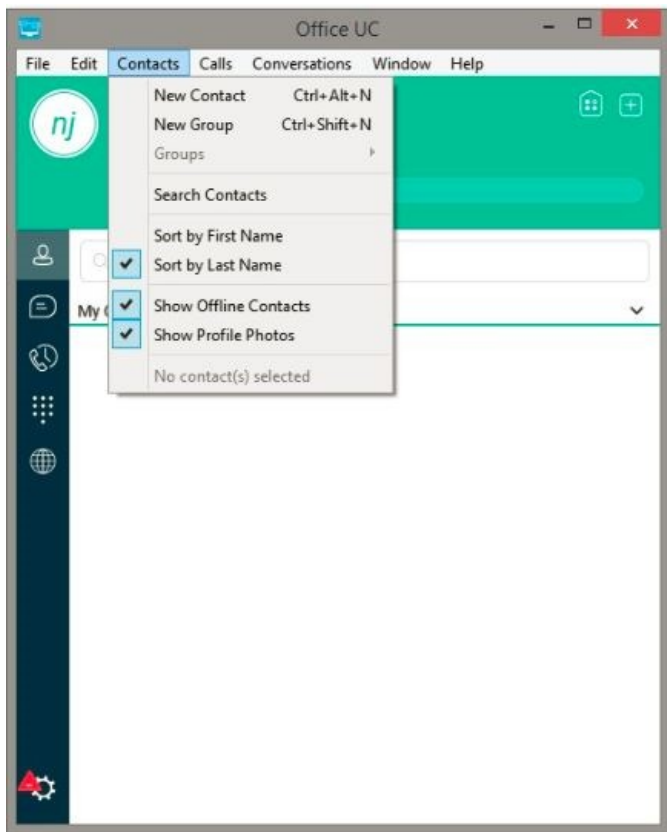 Office UC
File Edit Contacts Calls Conversations Window Help
nj
New Contact Ctrl+Alt+N
New Group Ctrl+Shift+N
Groups
Search Contacts
Sort by First Name
Sort by Last Name
Show Offline Contacts
My
Show Profile Photos
No contact(s) selected